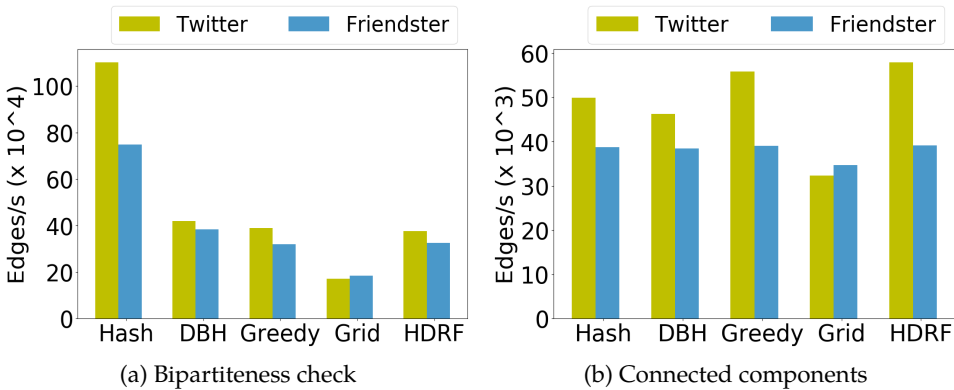 Twitter Friendster
Edges/s (x 10^4)
100
80
60
40
20
0
Hash DBH Greedy Grid HDRF
(a) Bipartiteness check
Twitter Friendster
Edges/s (x 10^3)
60
50
40
30
20
10
0
Hash DBH Greedy Grid HDRF
(b) Connected components